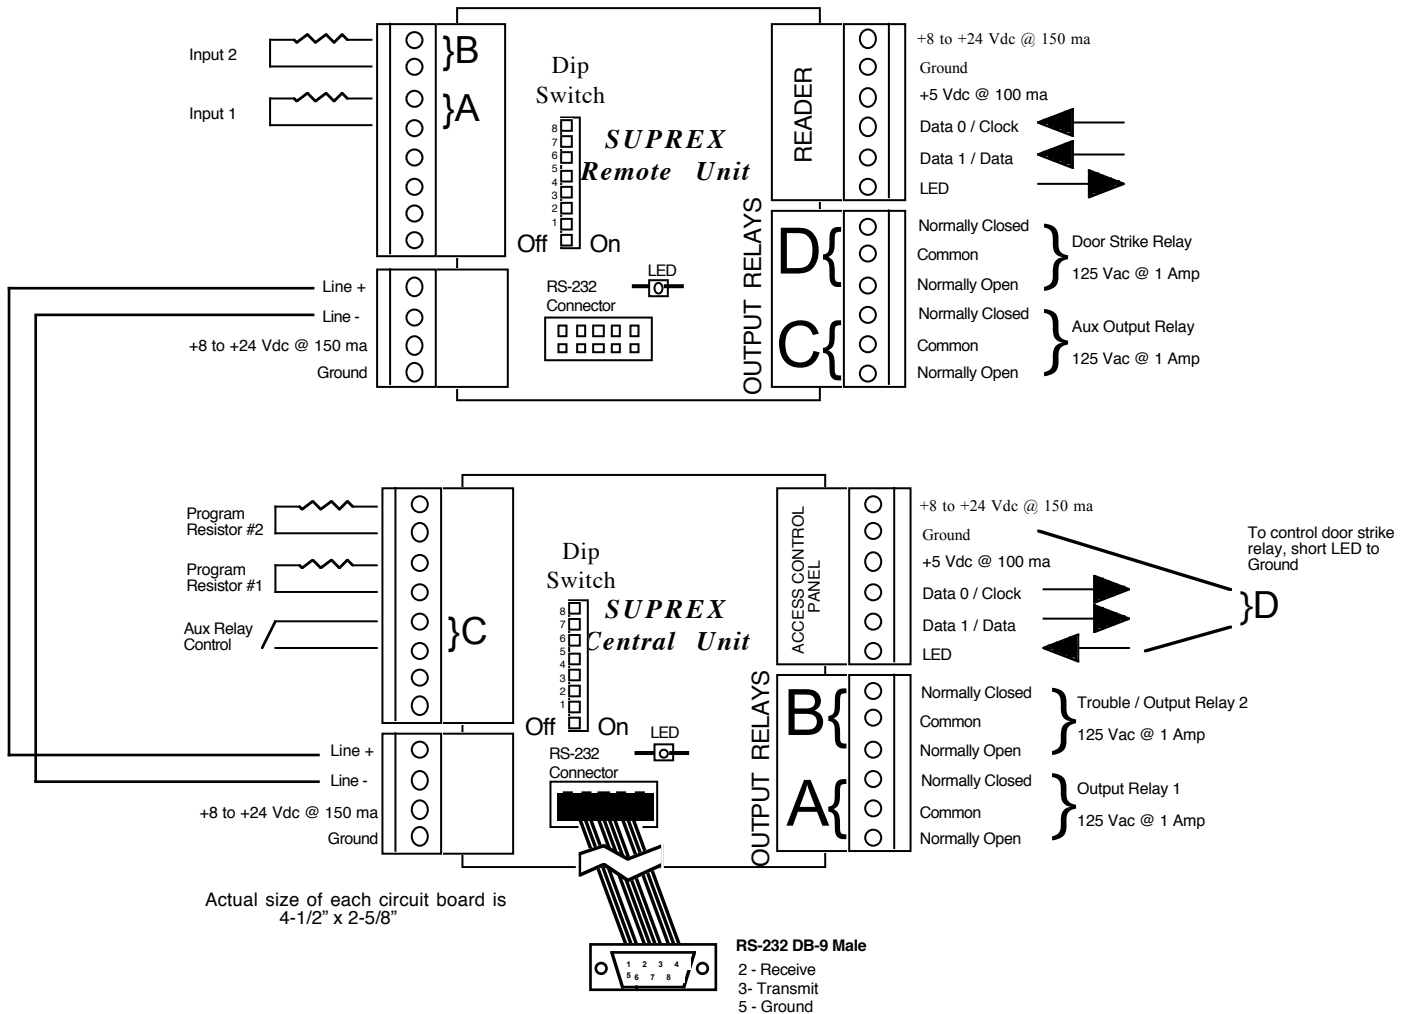 Input 2
}B
Input 1
}A
Dip
Switch
8
7
6
5
4
3
2
1
Off
On
SUPREX
Remote Unit
READER
+8 to +24 Vdc @ 150 ma
Ground
+5 Vdc @ 100 ma
Data 0 / Clock
Data 1 / Data
LED
Line +
Line -
+8 to +24 Vdc @ 150 ma
Ground
RS-232
Connector
LED
OUTPUT RELAYS
D{
C{
Normally Closed
Common
Normally Open
Door Strike Relay
125 Vac @ 1 Amp
Normally Closed
Common
Normally Open
Aux Output Relay
125 Vac @ 1 Amp
Program
Resistor #2
Program
Resistor #1
Aux Relay
Control
}C
Dip
Switch
8
7
6
5
4
3
2
1
Off
On
SUPREX
Central Unit
ACCESS CONTROL
PANEL
+8 to +24 Vdc @ 150 ma
Ground
+5 Vdc @ 100 ma
Data 0 / Clock
Data 1 / Data
LED
To control door strike
relay, short LED to
Ground
}D
Line +
Line -
+8 to +24 Vdc @ 150 ma
Ground
RS-232
Connector
LED
OUTPUT RELAYS
B{
A{
Normally Closed
Common
Normally Open
Trouble / Output Relay 2
125 Vac @ 1 Amp
Normally Closed
Common
Normally Open
Output Relay 1
125 Vac @ 1 Amp
Actual size of each circuit board is
4-1/2” x 2-5/8”
1 2 3 4
5 6 7 8
RS-232 DB-9 Male
2 - Receive
3- Transmit
5 - Ground